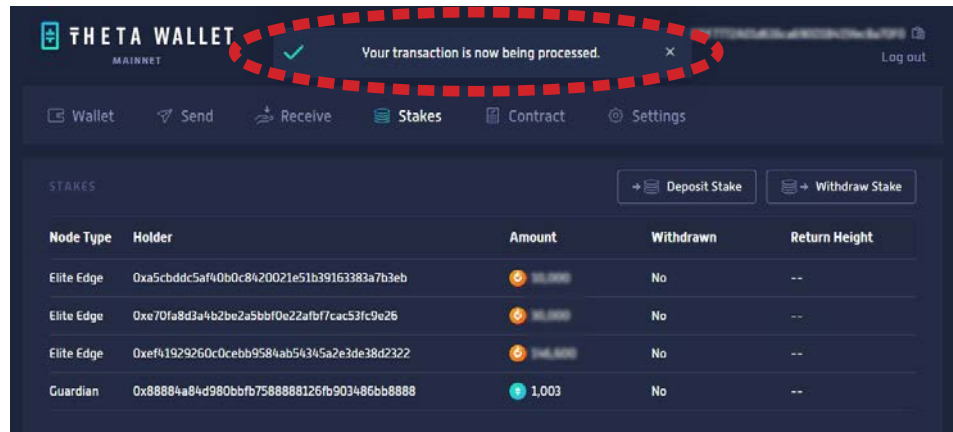 THETA WALLET
MAINNET
Your transaction is now being processed.
Log out
Wallet Send Receive Stakes Contract Settings
STAKES
Deposit Stake Withdraw Stake
Node Type Holder Amount Withdrawn Return Height
Elite Edge 0xa5cbddc5af40b0c8420021e51b39163383a7b3eb No --
Elite Edge 0xe70fa8d3a4b2be2a5bbf0e22afbf7cac53fc9e26 No --
Elite Edge 0xef41929260c0cebb9584ab54345a2e3de38d2322 No --
Guardian 0x88884a84d980bbfb7588888126fb903486bb8888 1,003 No --